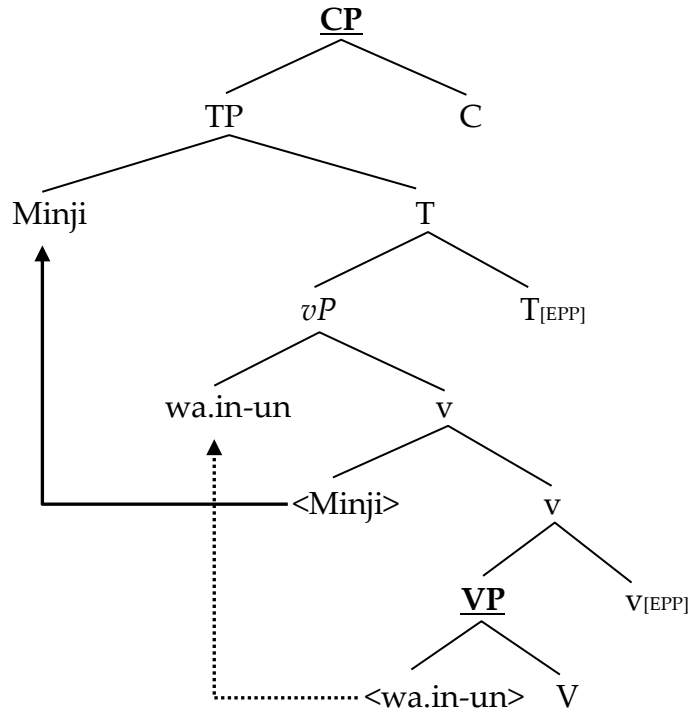 CP
TP C
Minji T
vP T[EPP]
wa.in-un v
<Minji> v
VP v[EPP]
<wa.in-un> V